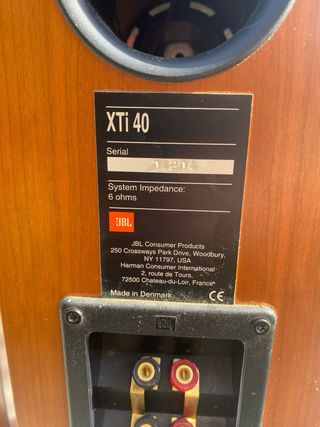 XTi 40
Serial
System Impedance:
6 ohms
JBL
JBL Consumer Products
250 Crossways Park Drive, Woodbury,
NY 11797, USA
Harman Consumer International
2, route de Tours,
72500 Chateau-du-Loir, France
Made in Denmark CE
JBL